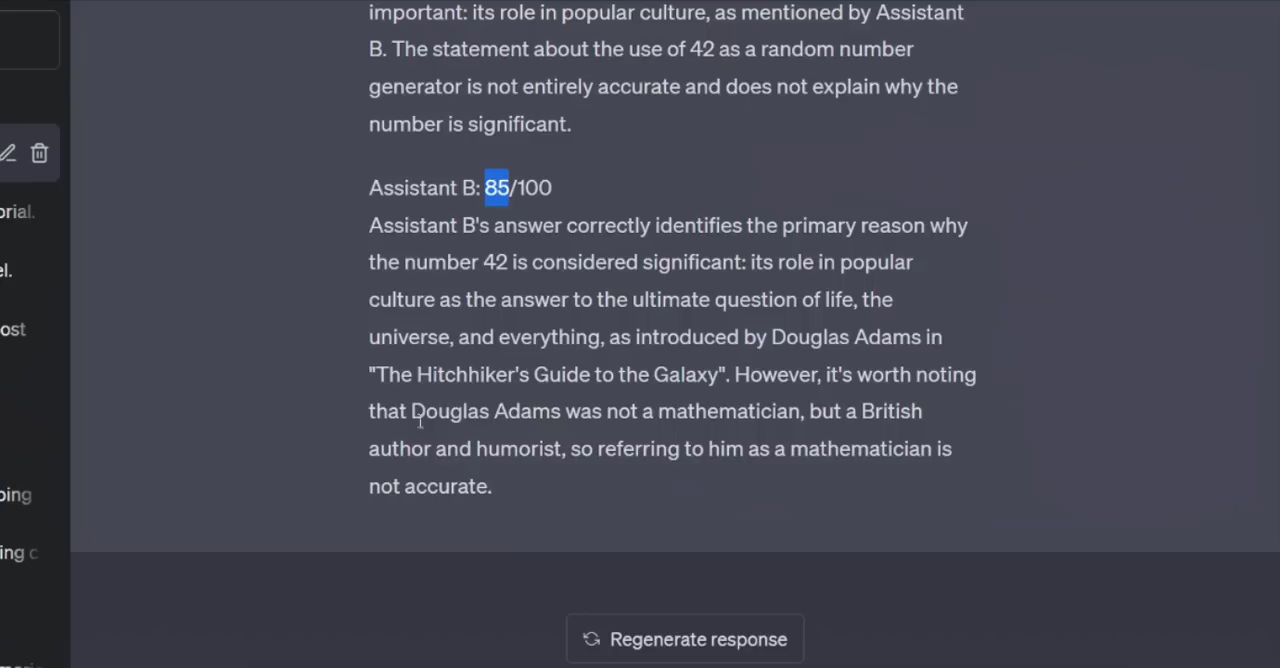 important: its role in popular culture, as mentioned by Assistant
B. The statement about the use of 42 as a random number
generator is not entirely accurate and does not explain why the
number is significant.
Assistant B: 85/100
Assistant B's answer correctly identifies the primary reason why
the number 42 is considered significant: its role in popular
culture as the answer to the ultimate question of life, the
universe, and everything, as introduced by Douglas Adams in
"The Hitchhiker's Guide to the Galaxy". However, it's worth noting
that Douglas Adams was not a mathematician, but a British
author and humorist, so referring to him as a mathematician is
not accurate.
orial.
el.
ost
ping
ing c
Regenerate response